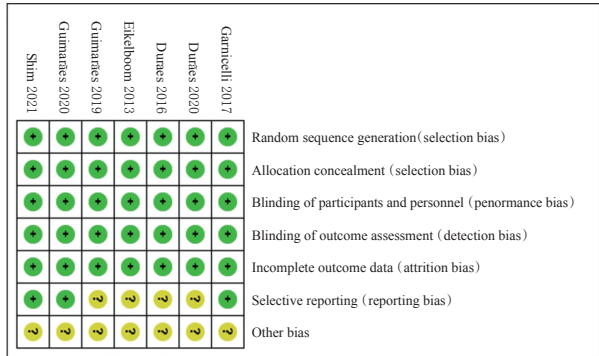 Shim 2021
Guimarães 2020
Guimarães 2019
Eikelboom 2013
Duraes 2016
Durães 2020
Garnicelli 2017
+ + + + + + + Random sequence generation(selection bias)
+ + + + + + + Allocation concealment (selection bias)
+ + + + + + + Blinding of participants and personnel (penormance bias)
+ + + + + + + Blinding of outcome assessment (detection bias)
+ + + + + + + Incomplete outcome data (attrition bias)
+ + ? ? ? ? + Selective reporting (reporting bias)
? ? ? ? ? ? ? Other bias